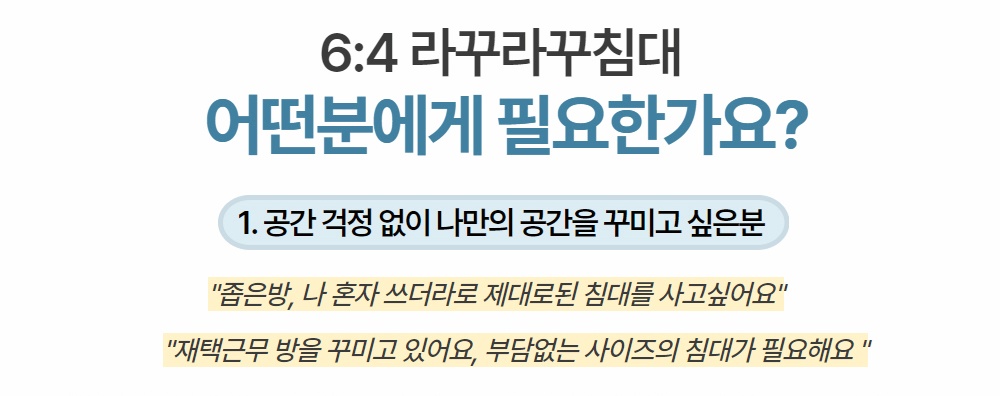 6:4 라꾸라꾸침대
어떤분에게 필요한가요?
1. 공간 걱정 없이 나만의 공간을 꾸미고 싶은분
"좁은방, 나 혼자 쓰더라로 제대로된 침대를 사고싶어요"
"재택근무 방을 꾸미고 있어요, 부담없는 사이즈의 침대가 필요해요 "